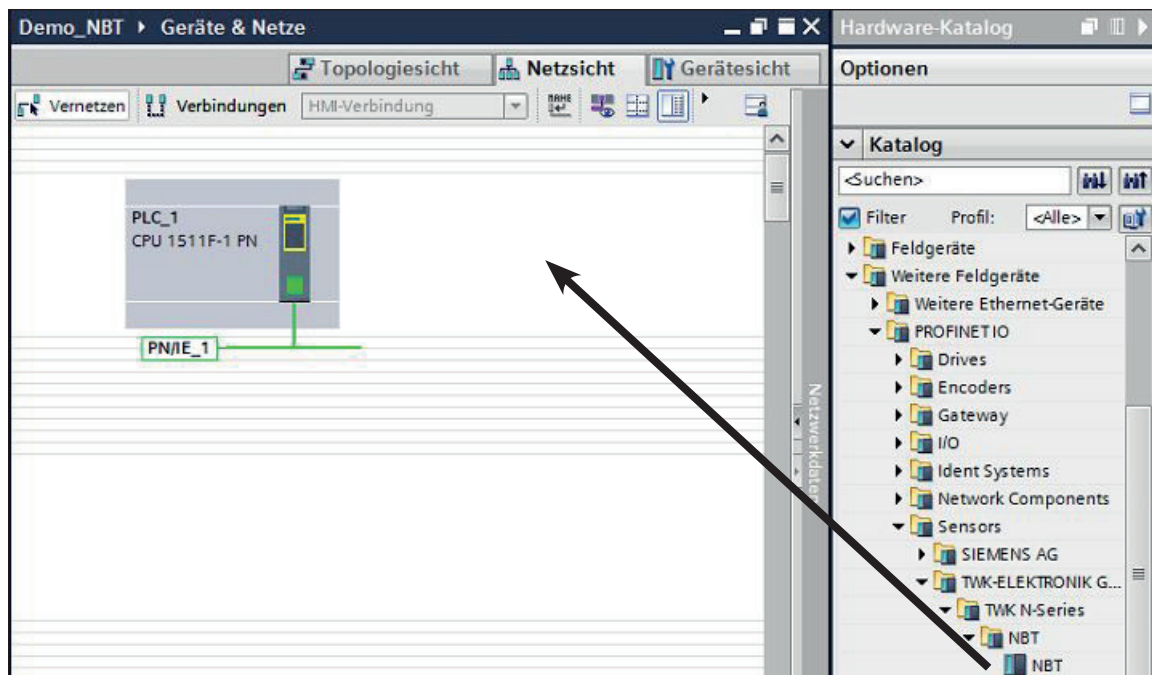 Demo_NBT ▸ Geräte & Netze
Topologiesicht
Netzsicht
Gerätesicht
Vernetzen
Verbindungen
HMI-Verbindung
PLC_1
CPU 1511F-1 PN
PN/IE_1
Netzwerkdaten
Hardware-Katalog
Optionen
Katalog
<Suchen>
Filter
Profil:
<Alle>
Feldgeräte
Weitere Feldgeräte
Weitere Ethernet-Geräte
PROFINET IO
Drives
Encoders
Gateway
I/O
Ident Systems
Network Components
Sensors
SIEMENS AG
TWK-ELEKTRONIK G...
TWK N-Series
NBT
NBT